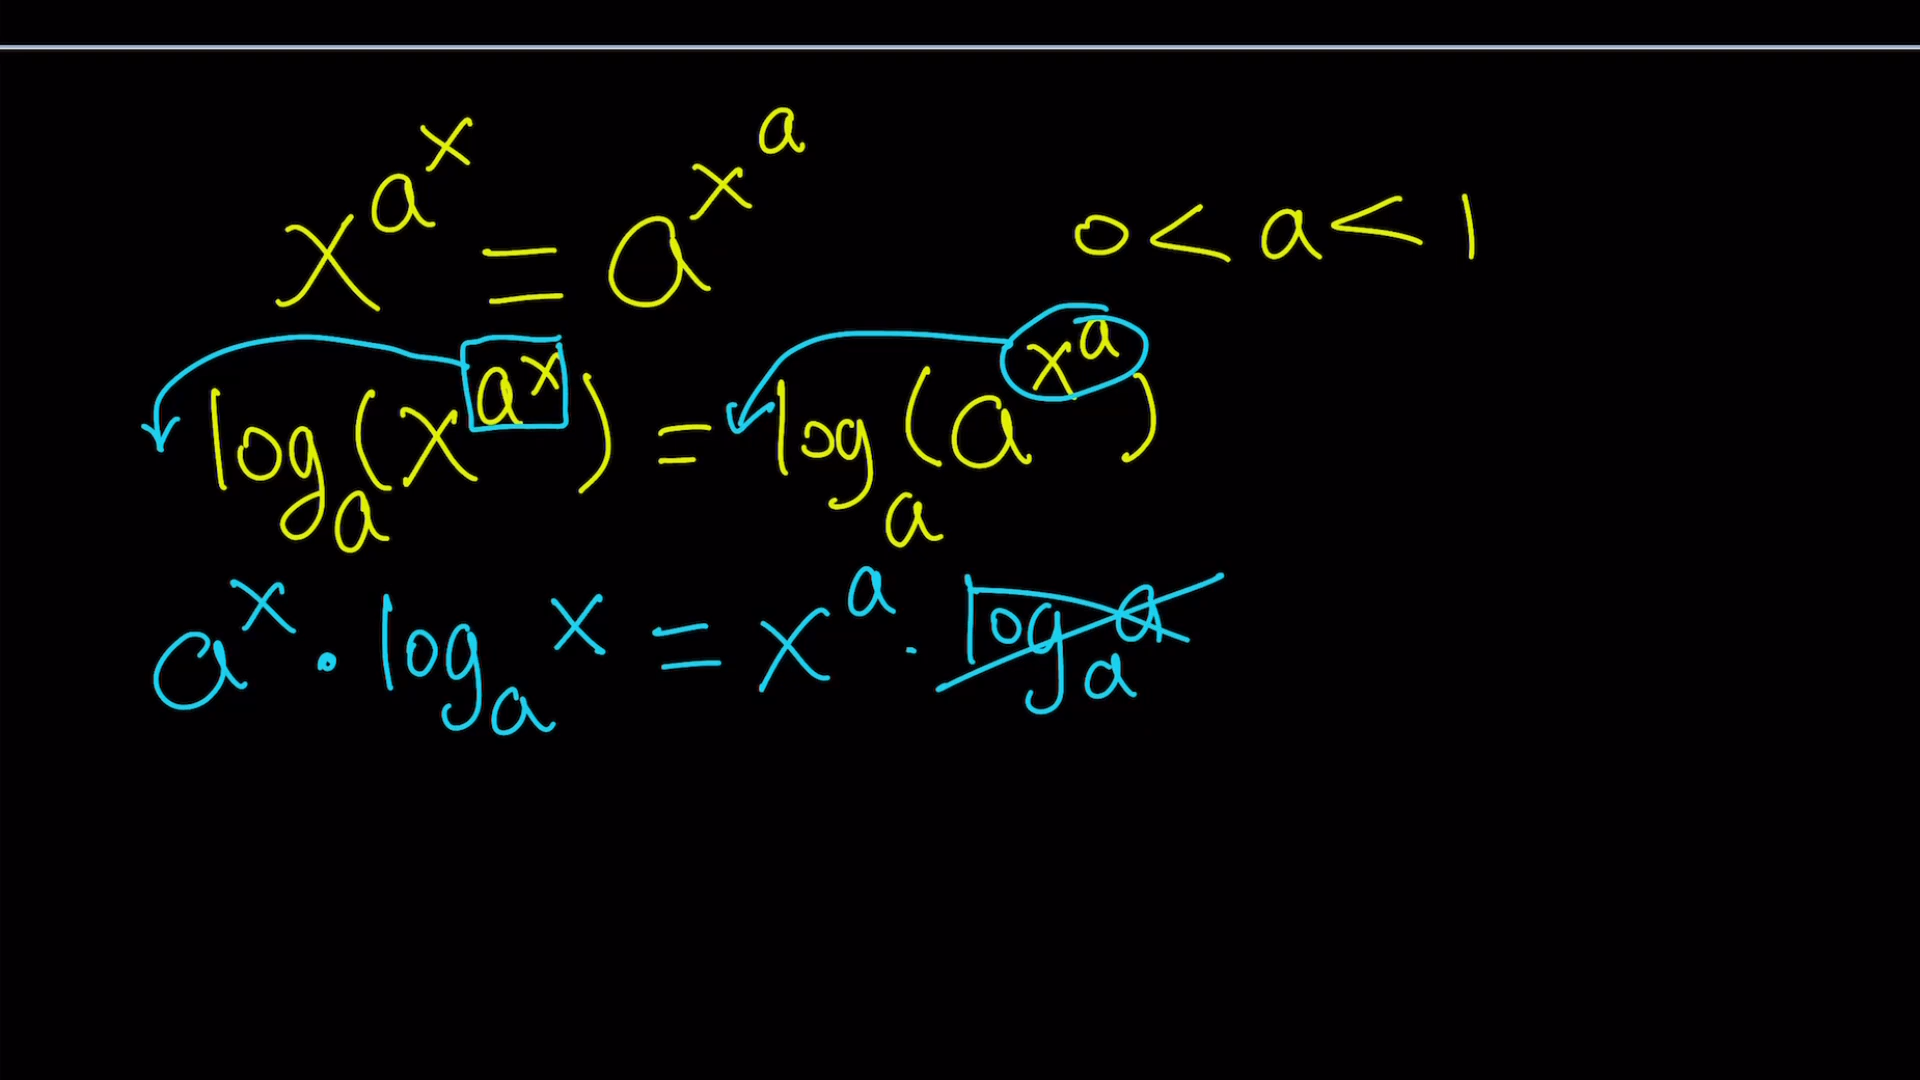 x^{a^x} = a^{x^a} 0 < a < 1
log_a(x^{a^x}) = log_a(a^{x^a})
a^x · log_a x = x^a · log_a a